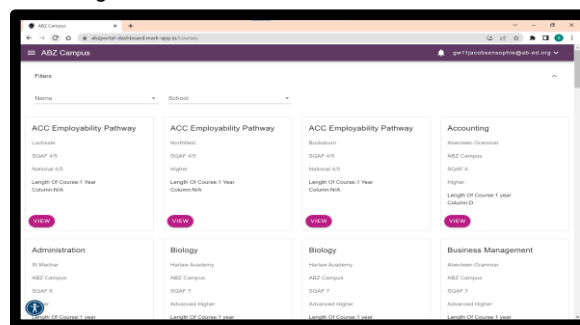 ABZ Campus
abzportal-dashboard.mark-app.io/courses
ABZ Campus
gw11jacobsensophie@ab-ed.org
Filters
Name
School
ACC Employability Pathway
Lochside
SQAF 4/5
National 4/5
Length Of Course:1 Year
Column:N/A
VIEW
ACC Employability Pathway
Northfield
SQAF 4/5
Higher
Length Of Course:1 Year
Column:N/A
VIEW
ACC Employability Pathway
Bucksburn
SQAF 4/5
National 4/5
Length Of Course:1 Year
Column:N/A
VIEW
Accounting
Aberdeen Grammar
ABZ Campus
SQAF 6
Higher
Length Of Course:1 year
Column:D
VIEW
Administration
St Machar
ABZ Campus
SQAF 6
Length Of Course:1 year
Biology
Harlaw Academy
ABZ Campus
SQAF 7
Advanced Higher
Length Of Course:1 year
Biology
Harlaw Academy
ABZ Campus
SQAF 7
Advanced Higher
Length Of Course:1 year
Business Management
Aberdeen Grammar
ABZ Campus
SQAF 7
Advanced Higher
Length Of Course:1 year